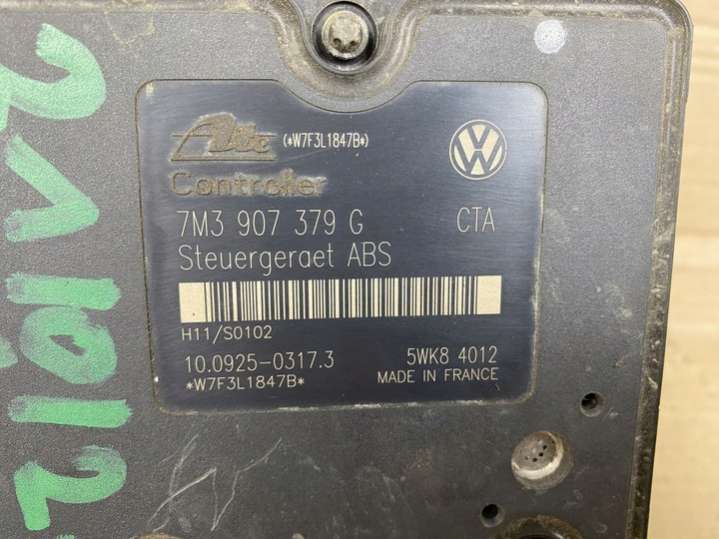 Ate (*W7F3L1847B*)
Controller
7M3 907 379 G CTA
Steuergeraet ABS
H11/S0102
10.0925-0317.3 5WK8 4012
*W7F3L1847B* MADE IN FRANCE